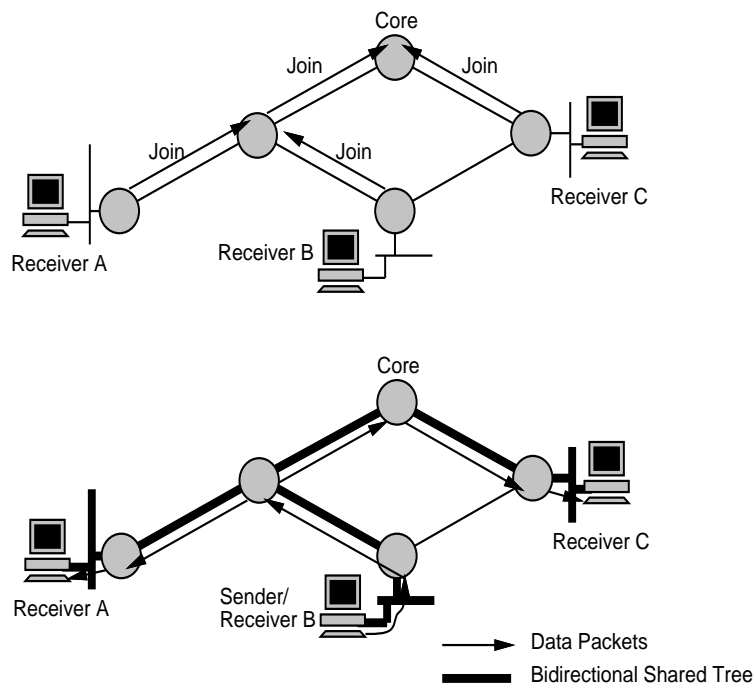 Core
Join
Join
Join
Join
Receiver C
Receiver B
Receiver A
Core
Receiver C
Sender/
Receiver B
Receiver A
Data Packets
Bidirectional Shared Tree